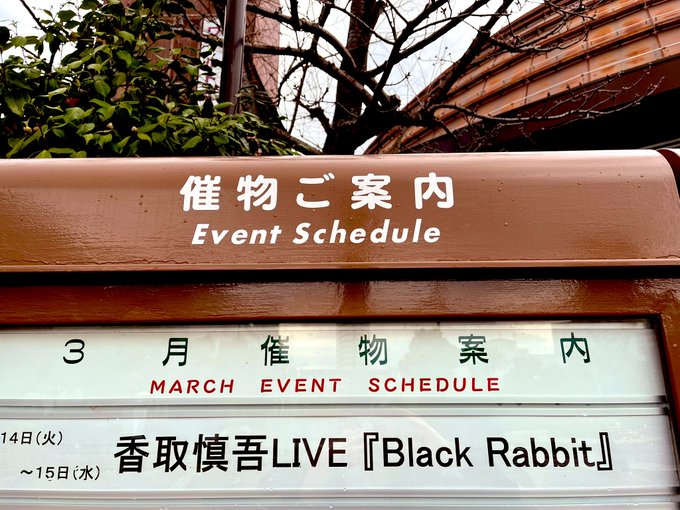 催物ご案内
Event Schedule
3月催物案内
MARCH EVENT SCHEDULE
14日(火)
～15日(水)
香取慎吾LIVE『Black Rabbit』